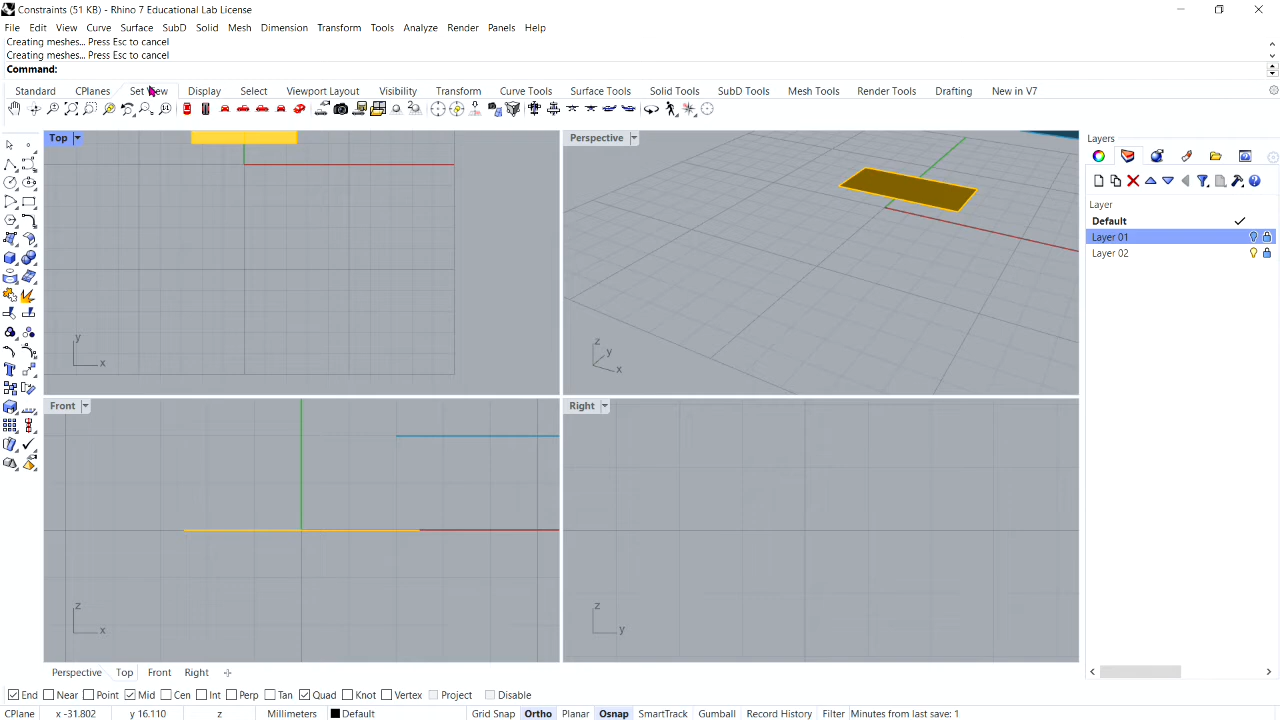 Constraints (51 KB) - Rhino 7 Educational Lab License
File Edit View Curve Surface SubD Solid Mesh Dimension Transform Tools Analyze Render Panels Help
Creating meshes... Press Esc to cancel
Creating meshes... Press Esc to cancel
Command:
Standard CPlanes Set View Display Select Viewport Layout Visibility Transform Curve Tools Surface Tools Solid Tools SubD Tools Mesh Tools Render Tools Drafting New in V7
Top
y
x
Perspective
z
y
x
Front
z
x
Right
z
y
Layers
Layer
Default
Layer 01
Layer 02
Perspective Top Front Right
End Near Point Mid Cen Int Perp Tan Quad Knot Vertex Project Disable
CPlane x -31.802 y 16.110 z Millimeters Default Grid Snap Ortho Planar Osnap SmartTrack Gumball Record History Filter Minutes from last save: 1